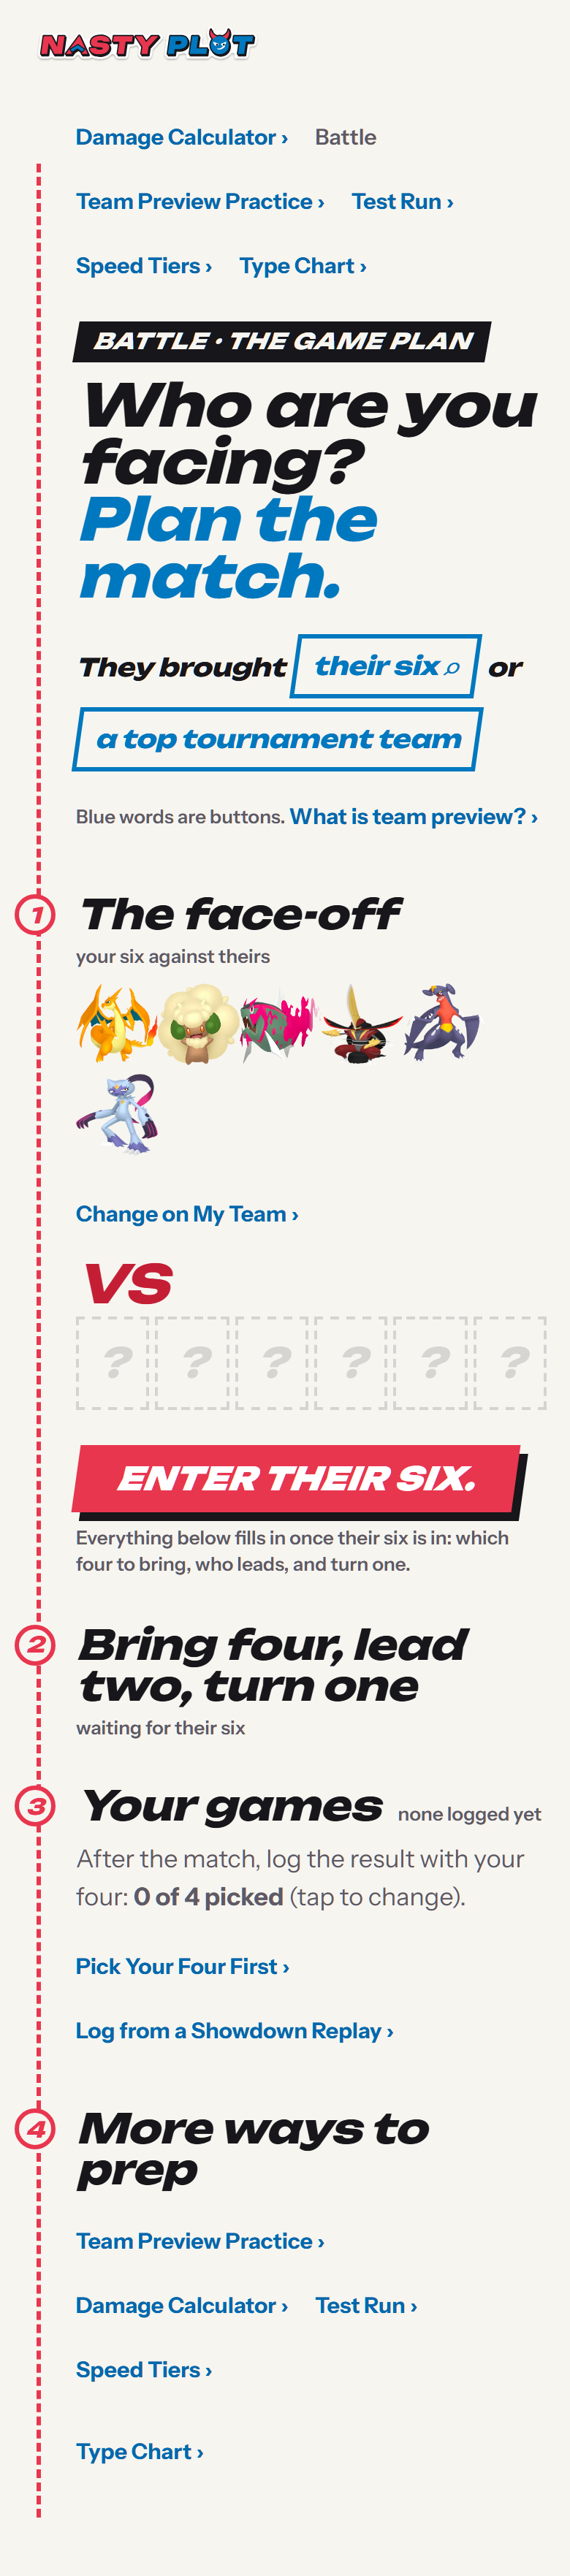 NASTY PLOT
Damage Calculator › Battle
Team Preview Practice › Test Run ›
Speed Tiers › Type Chart ›
BATTLE • THE GAME PLAN
Who are you
facing?
Plan the
match.
They brought their six or
a top tournament team
Blue words are buttons. What is team preview? ›
1 The face-off
your six against theirs
Change on My Team ›
VS
? ? ? ? ? ?
ENTER THEIR SIX.
Everything below fills in once their six is in: which
four to bring, who leads, and turn one.
2 Bring four, lead
two, turn one
waiting for their six
3 Your games none logged yet
After the match, log the result with your
four: 0 of 4 picked (tap to change).
Pick Your Four First ›
Log from a Showdown Replay ›
4 More ways to
prep
Team Preview Practice ›
Damage Calculator › Test Run ›
Speed Tiers ›
Type Chart ›